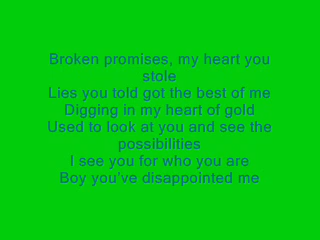 Broken promises, my heart you
stole
Lies you told got the best of me
Digging in my heart of gold
Used to look at you and see the
possibilities
I see you for who you are
Boy you've disappointed me